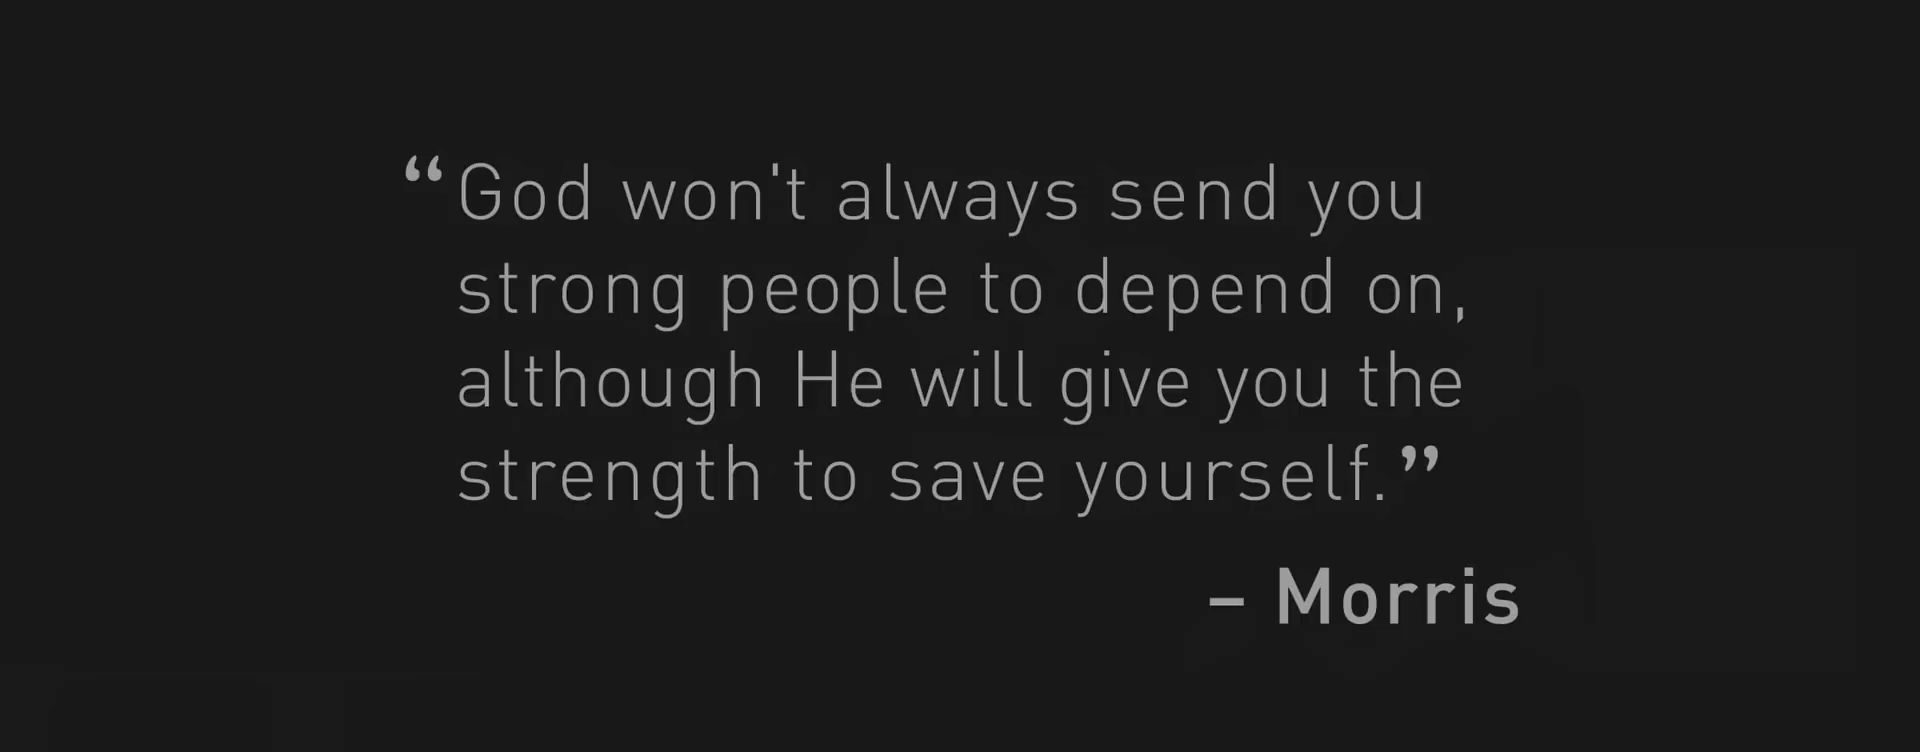 “God won't always send you
strong people to depend on,
although He will give you the
strength to save yourself.”
– Morris